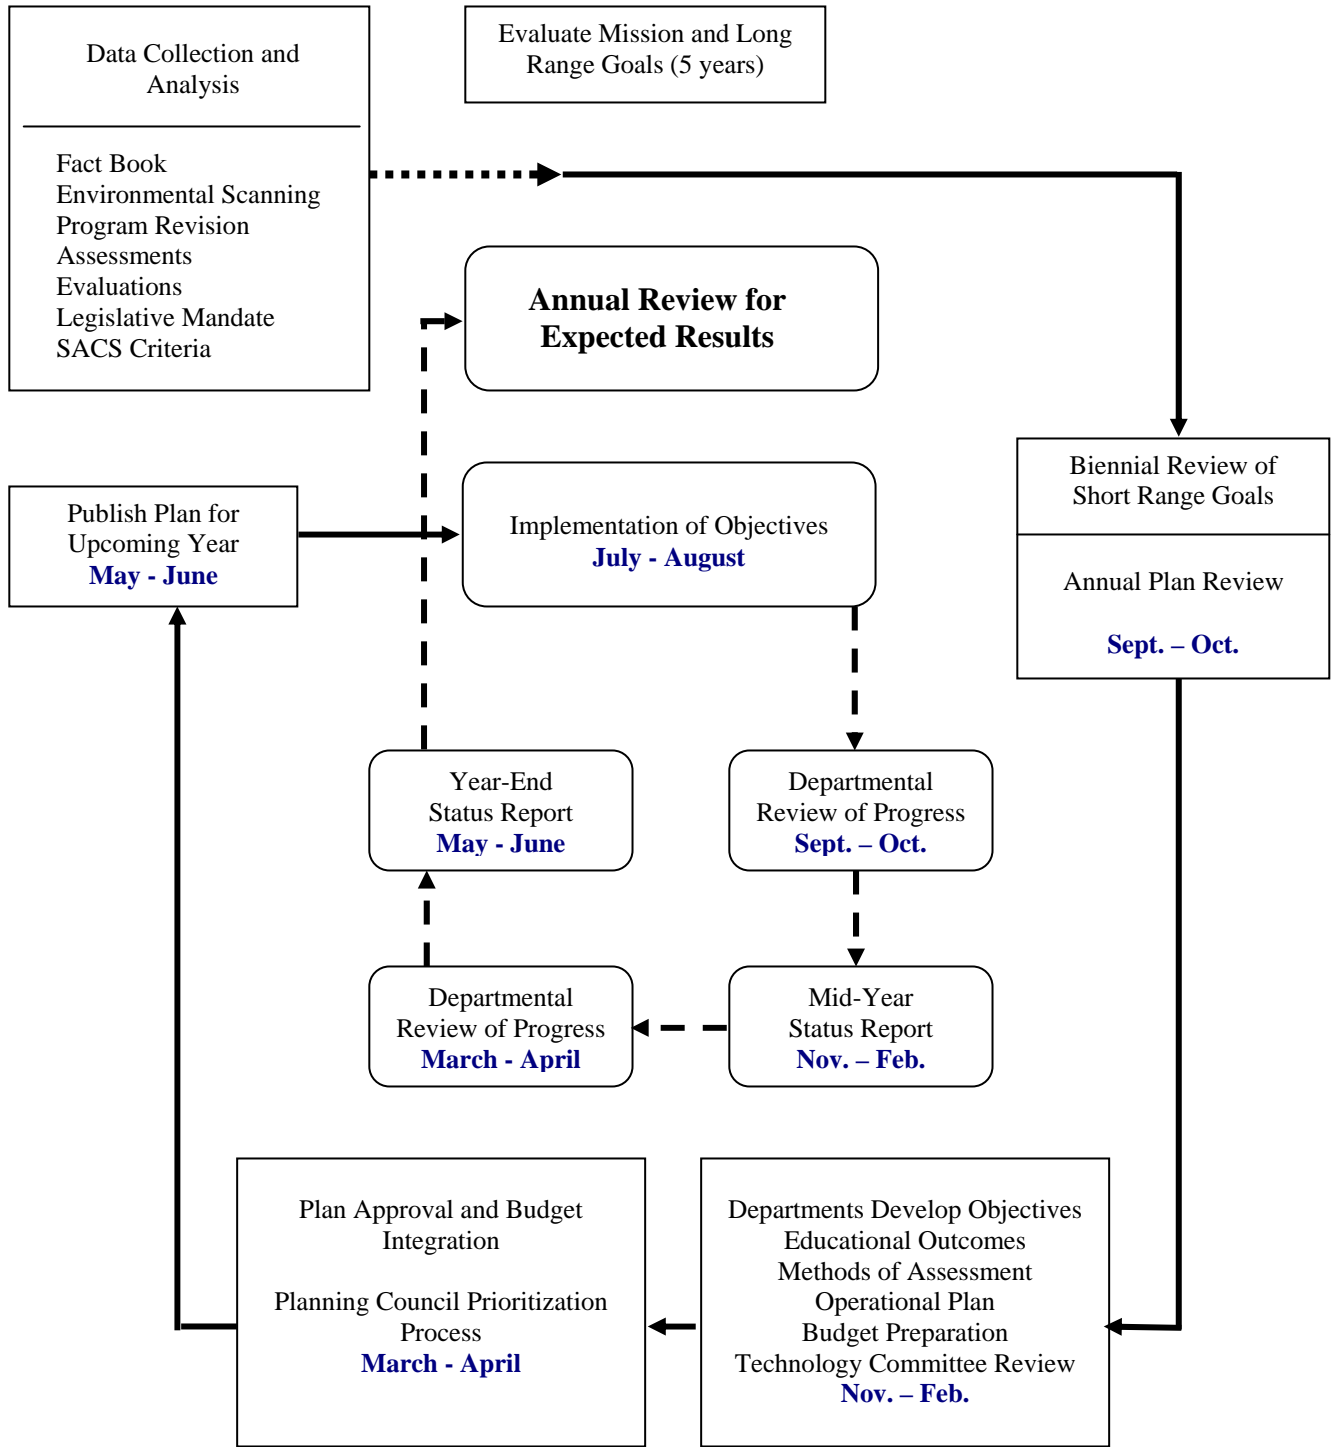 Data Collection and
Analysis
Fact Book
Environmental Scanning
Program Revision
Assessments
Evaluations
Legislative Mandate
SACS Criteria
Evaluate Mission and Long
Range Goals (5 years)
Annual Review for
Expected Results
Biennial Review of
Short Range Goals
Annual Plan Review
Sept. – Oct.
Publish Plan for
Upcoming Year
May - June
Implementation of Objectives
July - August
Year-End
Status Report
May - June
Departmental
Review of Progress
Sept. – Oct.
Departmental
Review of Progress
March - April
Mid-Year
Status Report
Nov. – Feb.
Plan Approval and Budget
Integration
Planning Council Prioritization
Process
March - April
Departments Develop Objectives
Educational Outcomes
Methods of Assessment
Operational Plan
Budget Preparation
Technology Committee Review
Nov. – Feb.